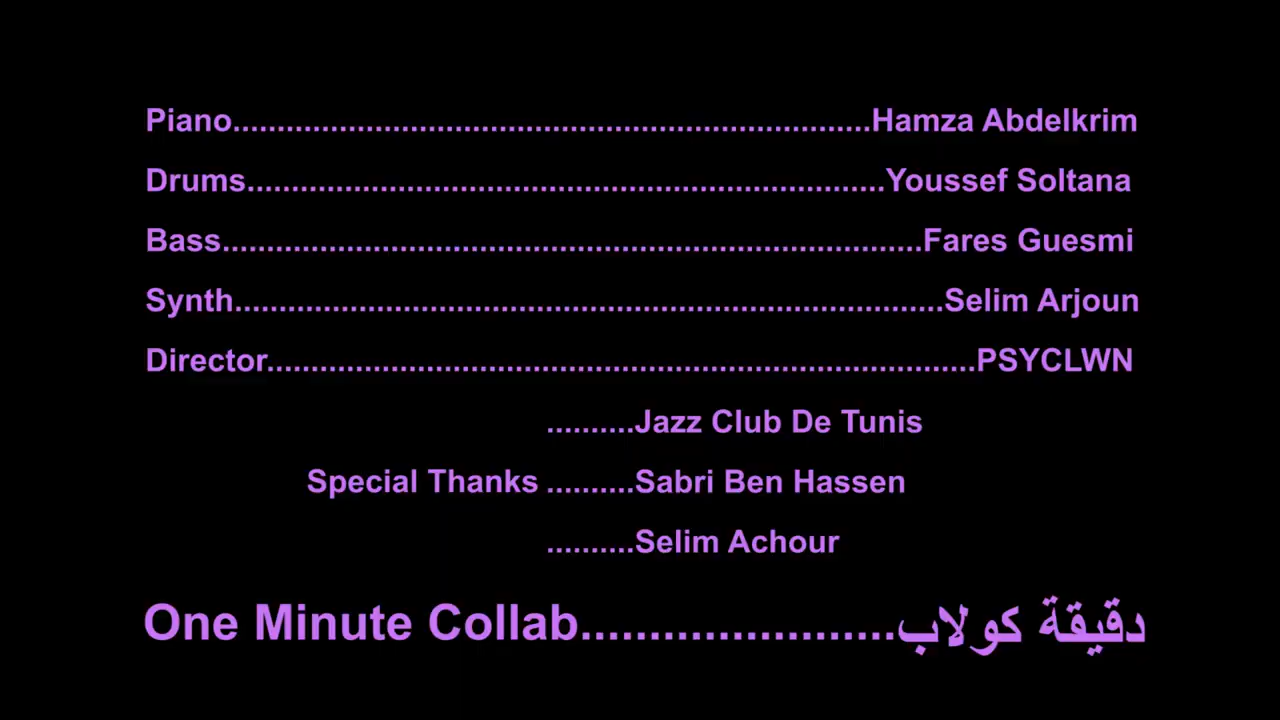 Piano.......................................................................Hamza Abdelkrim
Drums.......................................................................Youssef Soltana
Bass..............................................................................Fares Guesmi
Synth...............................................................................Selim Arjoun
Director...............................................................................PSYCLWN
..........Jazz Club De Tunis
Special Thanks ..........Sabri Ben Hassen
..........Selim Achour
One Minute Collab.......................دقيقة كولاب